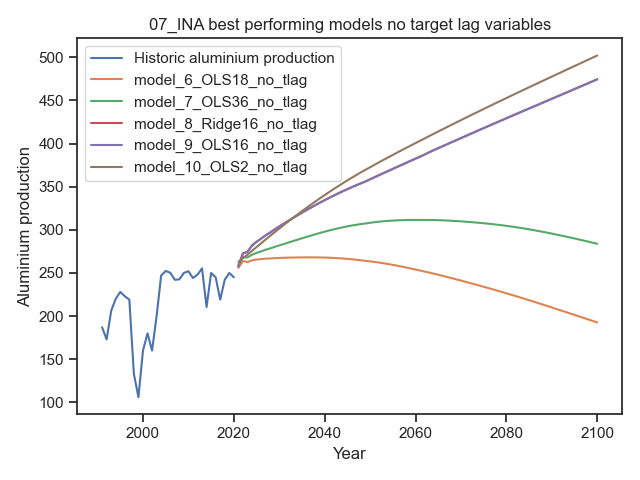 07_INA best performing models no target lag variables
Historic aluminium production
model_6_OLS18_no_tlag
model_7_OLS36_no_tlag
model_8_Ridge16_no_tlag
model_9_OLS16_no_tlag
model_10_OLS2_no_tlag
Aluminium production
500
450
400
350
300
250
200
150
100
2000
2020
2040
2060
2080
2100
Year